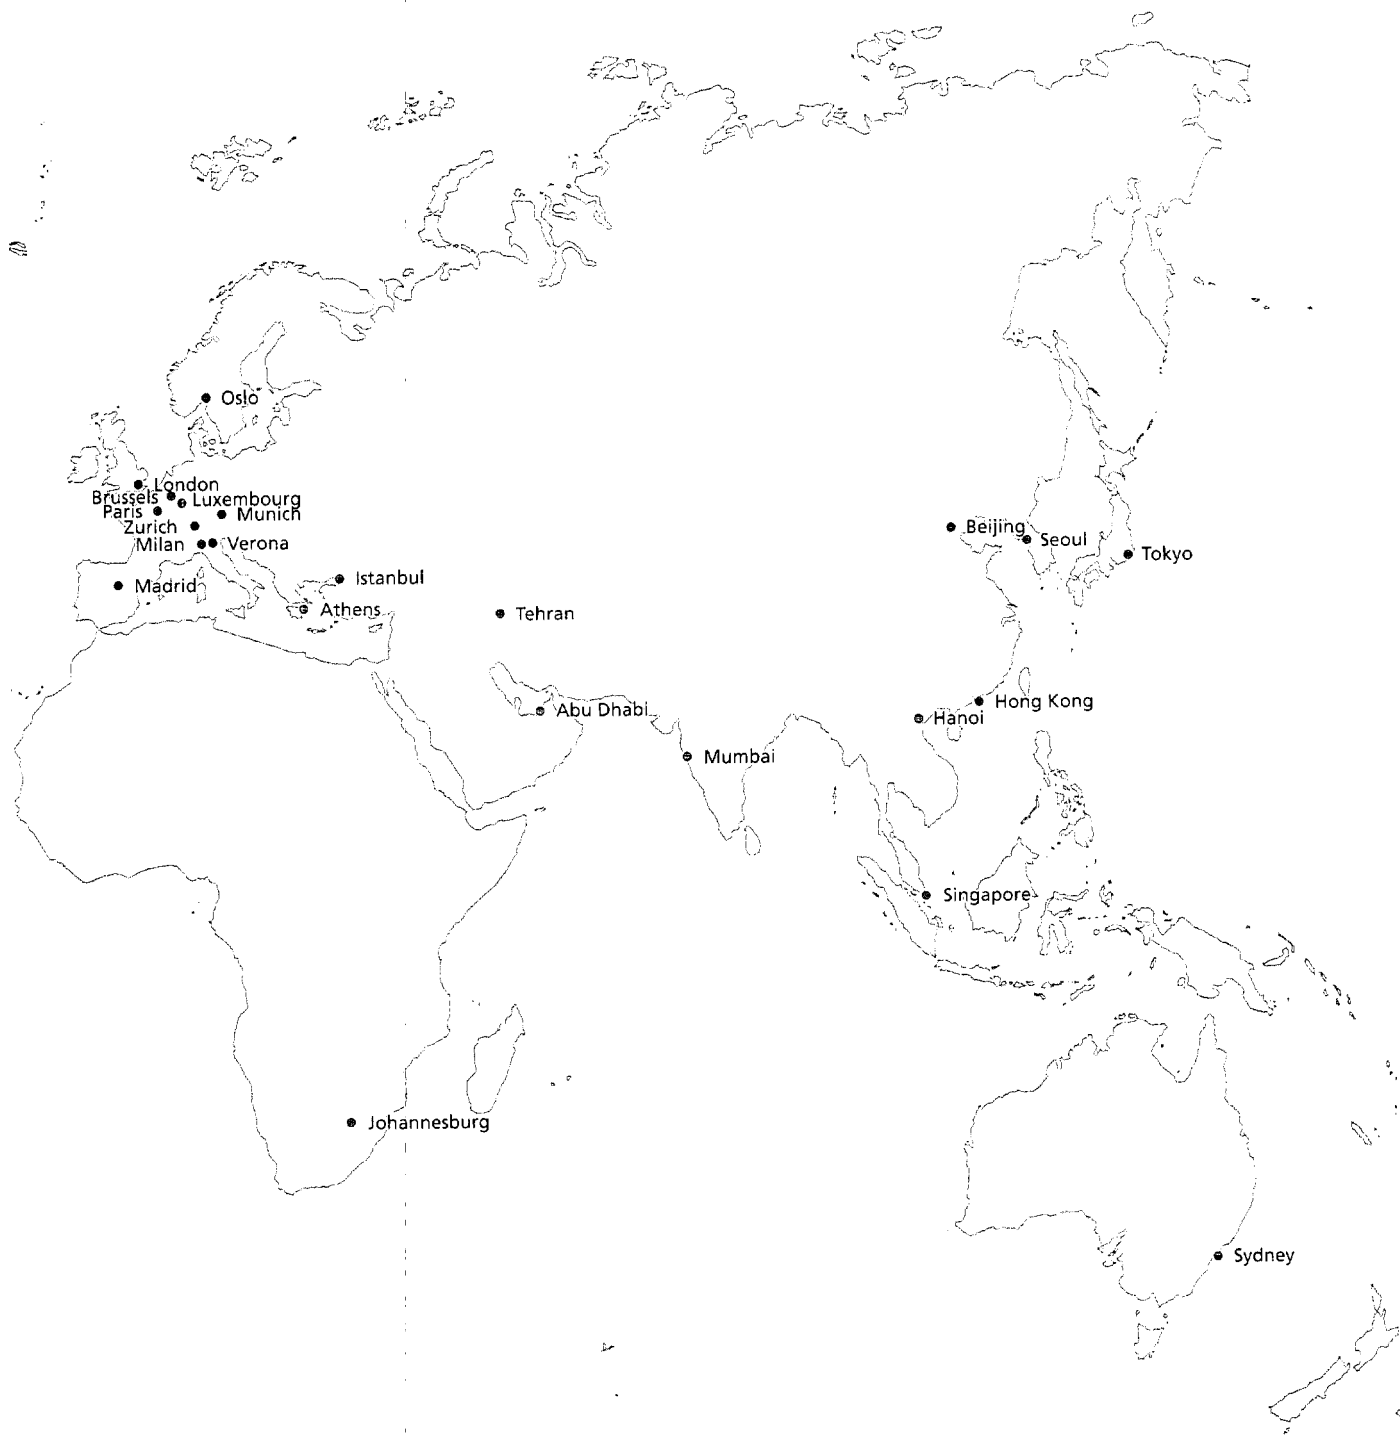 Oslo
London
Brussels
Luxembourg
Paris
Munich
Zurich
Milan
Verona
Madrid
Istanbul
Athens
Tehran
Beijing
Seoul
Tokyo
Abu Dhabi
Hong Kong
Hanoi
Mumbai
Singapore
Johannesburg
Sydney